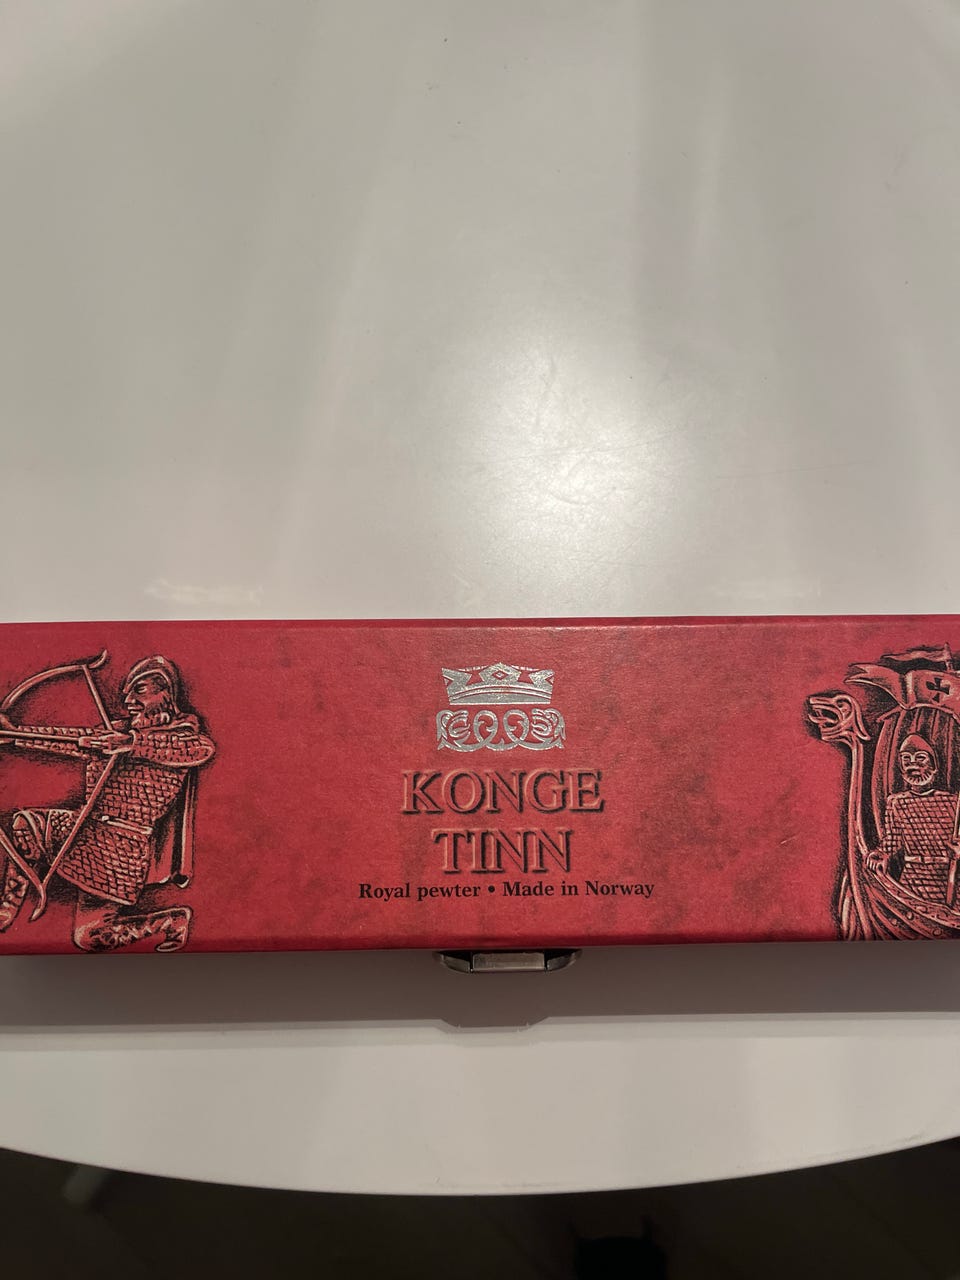 KONGE
TINN
Royal pewter • Made in Norway